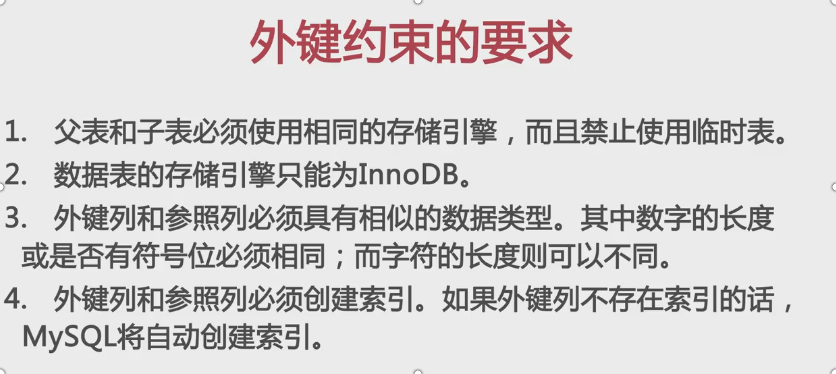 外键约束的要求
1. 父表和子表必须使用相同的存储引擎，而且禁止使用临时表。
2. 数据表的存储引擎只能为InnoDB。
3. 外键列和参照列必须具有相似的数据类型。其中数字的长度
或是否有符号位必须相同；而字符的长度则可以不同。
4. 外键列和参照列必须创建索引。如果外键列不存在索引的话，
MySQL将自动创建索引。